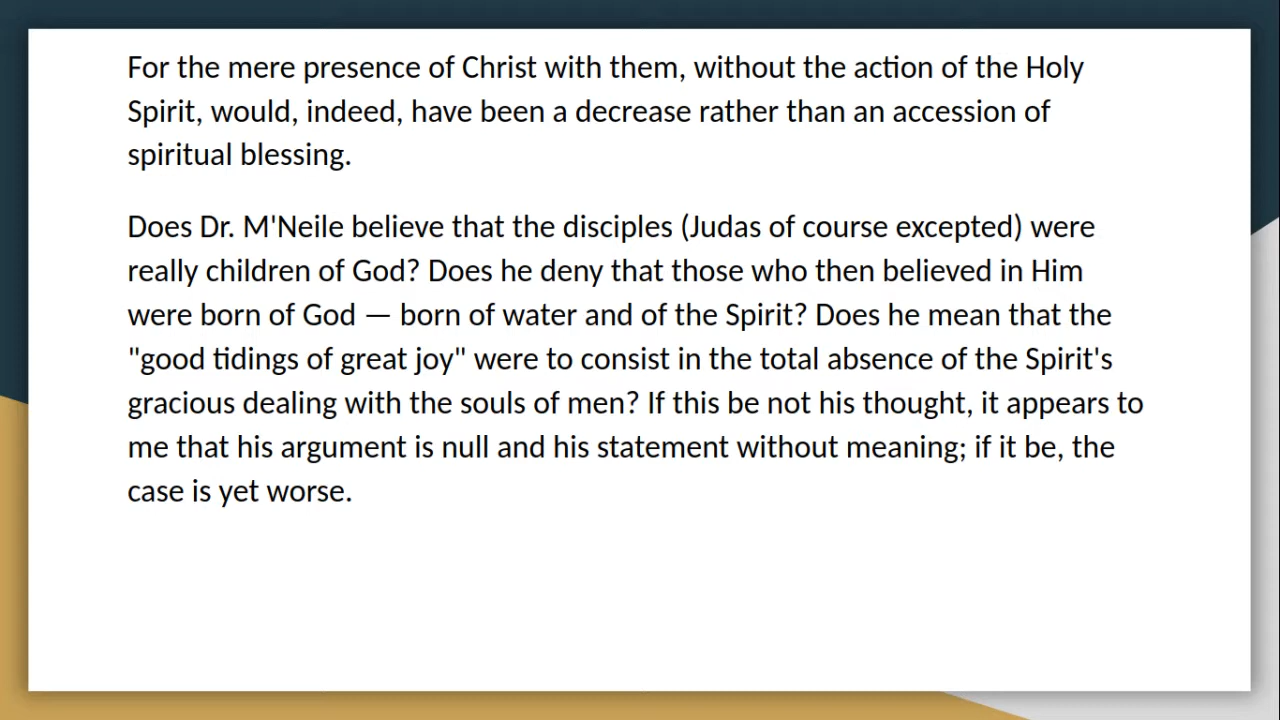 For the mere presence of Christ with them, without the action of the Holy
Spirit, would, indeed, have been a decrease rather than an accession of
spiritual blessing.
Does Dr. M'Neile believe that the disciples (Judas of course excepted) were
really children of God? Does he deny that those who then believed in Him
were born of God — born of water and of the Spirit? Does he mean that the
"good tidings of great joy" were to consist in the total absence of the Spirit's
gracious dealing with the souls of men? If this be not his thought, it appears to
me that his argument is null and his statement without meaning; if it be, the
case is yet worse.